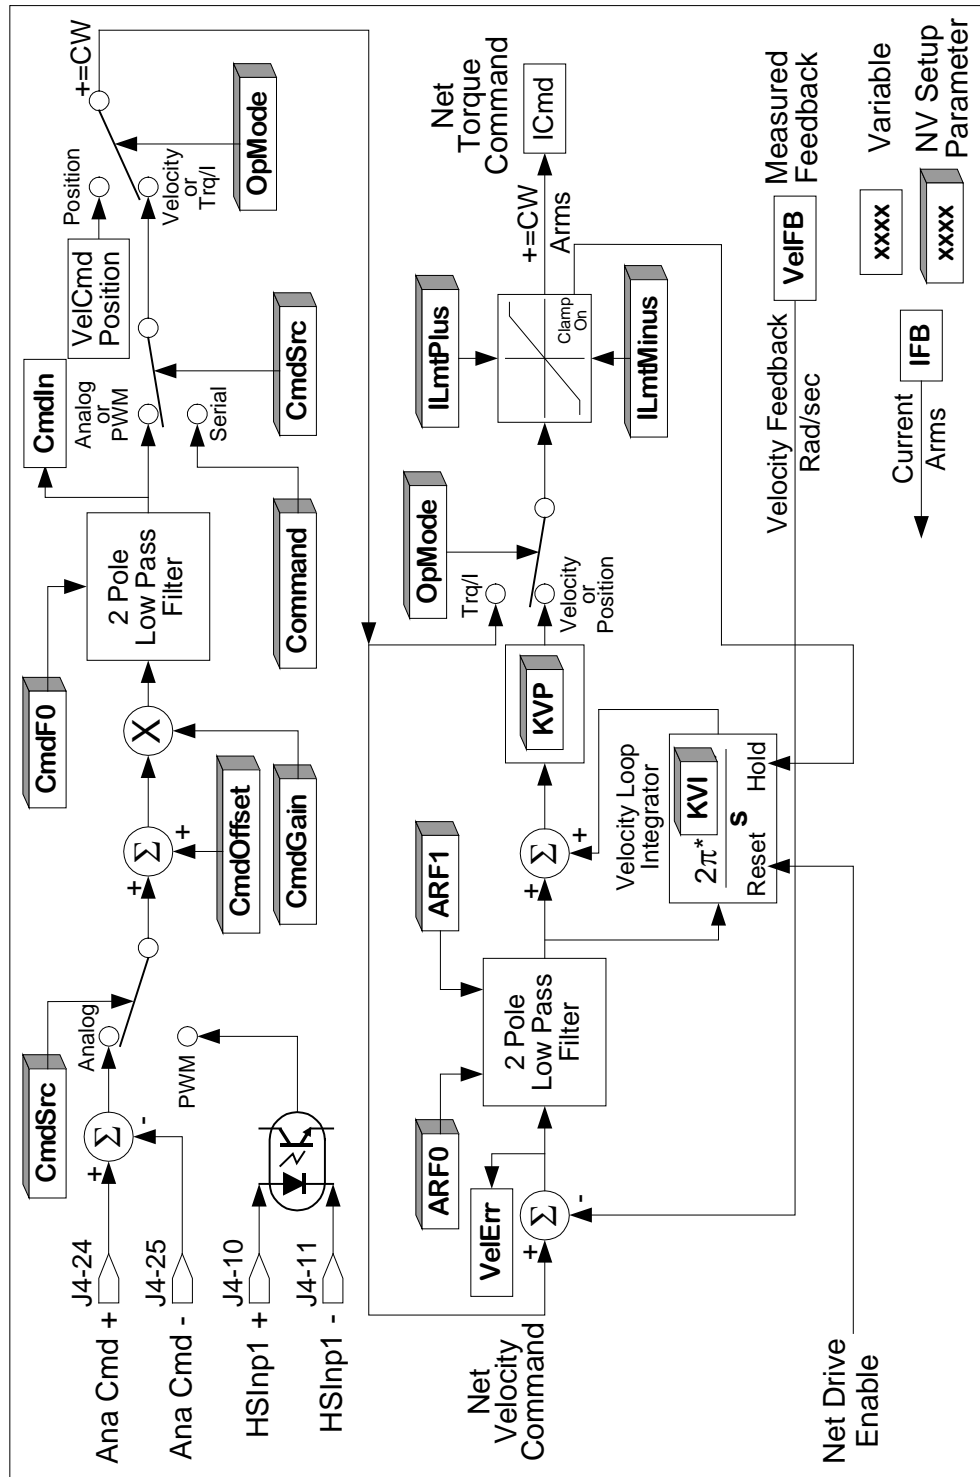 Ana Cmd +
J4-24
Ana Cmd -
J4-25
HSInp1 +
J4-10
HSInp1 -
J4-11
+
-
Σ
CmdSrc
Analog
PWM
+
+
Σ
CmdOffset
X
CmdGain
CmdF0
2 Pole
Low Pass
Filter
CmdIn
Analog
or
PWM
Serial
Command
CmdSrc
VelCmd
Position
Position
Velocity
or
Trq/I
OpMode
+=CW
Net
Velocity
Command
+
-
Σ
VelErr
ARF0
2 Pole
Low Pass
Filter
ARF1
+
+
Σ
Velocity Loop
Integrator
2π*
KVI
s
Reset
Hold
KVP
Trq/I
Velocity
or
Position
OpMode
ILmtPlus
Clamp
On
ILmtMinus
+=CW
Arms
Net
Torque
Command
ICmd
Net Drive
Enable
Velocity Feedback
Rad/sec
VelFB
Measured
Feedback
Current
Arms
IFB
xxxx
Variable
xxxx
NV Setup
Parameter